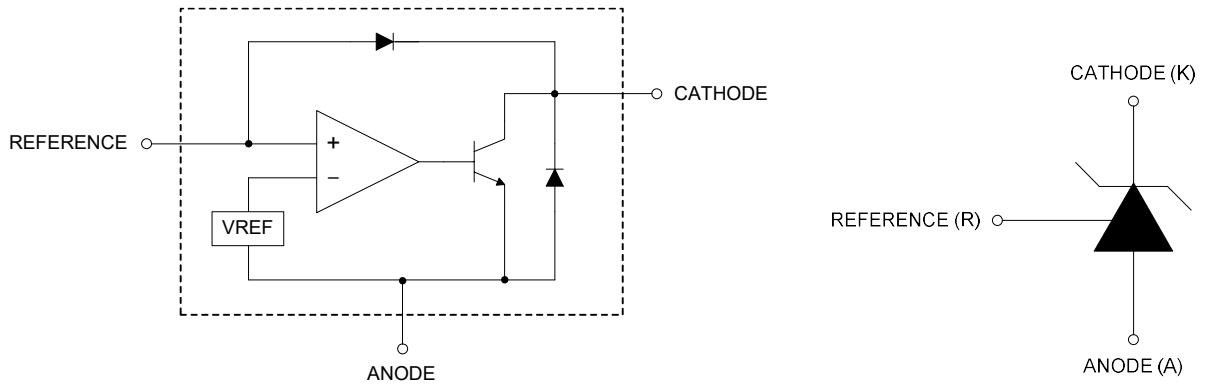 REFERENCE
+
−
VREF
CATHODE
ANODE
CATHODE (K)
REFERENCE (R)
ANODE (A)